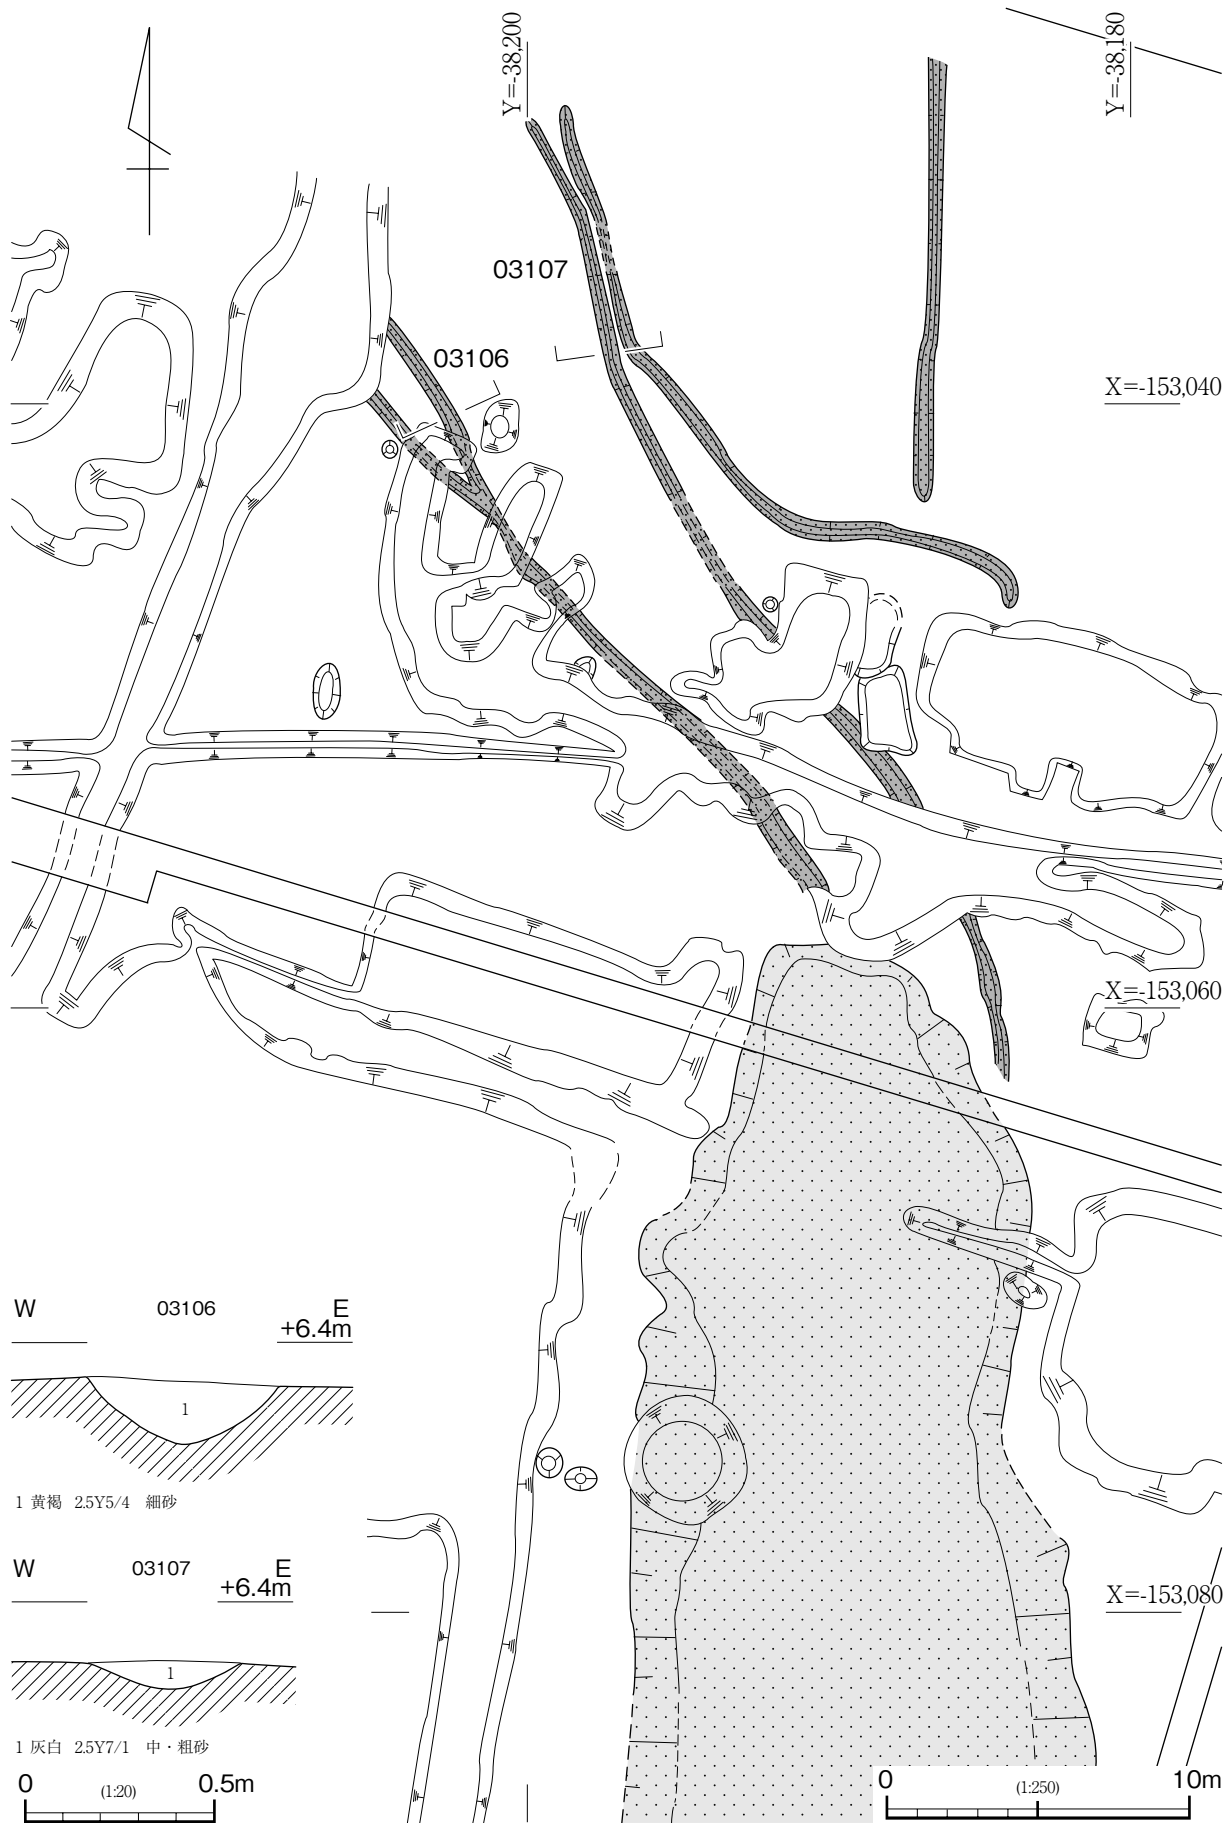 Y=-38,200
Y=-38,180
03107
03106
X=-153,040
X=-153,060
W 03106 E
+6.4m
1
1 黄褐 2.5Y5/4 細砂
W 03107 E
+6.4m
X=-153,080
1
1 灰白 2.5Y7/1 中・粗砂
0 (1:20) 0.5m
0 (1:250) 10m